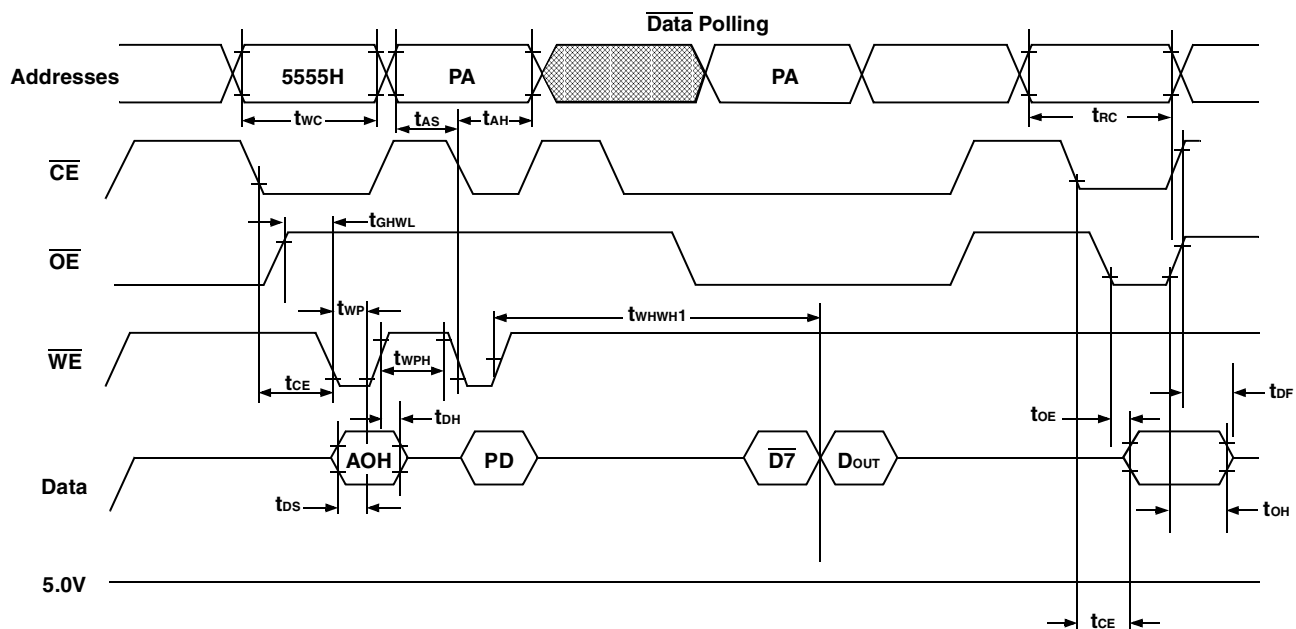 Data Polling
Addresses
5555H
PA
PA
tWC
tAS
tAH
tRC
CE
tGHWL
OE
tWP
tWHWH1
WE
tWPH
tCE
tDH
tOE
tDF
AOH
PD
D7
DOUT
Data
tDS
tOH
5.0V
tCE